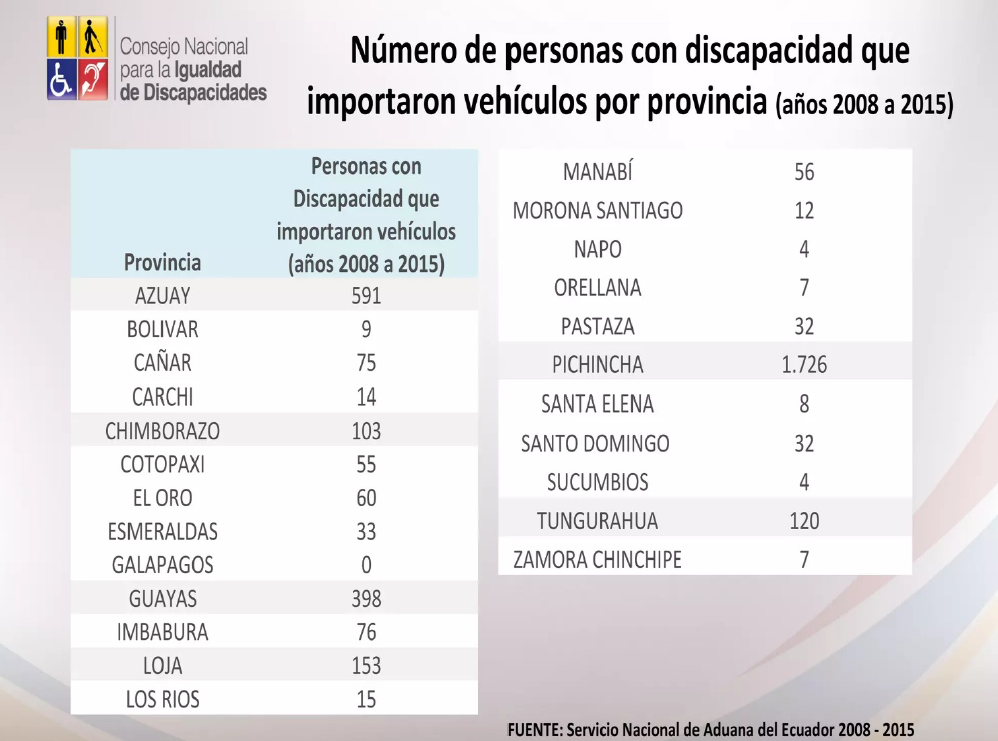 Consejo Nacional
para la Igualdad
de Discapacidades
Número de personas con discapacidad que
importaron vehículos por provincia (años 2008 a 2015)
Provincia
Personas con
Discapacidad que
importaron vehículos
(años 2008 a 2015)
AZUAY 591
BOLIVAR 9
CAÑAR 75
CARCHI 14
CHIMBORAZO 103
COTOPAXI 55
EL ORO 60
ESMERALDAS 33
GALAPAGOS 0
GUAYAS 398
IMBABURA 76
LOJA 153
LOS RIOS 15
MANABÍ 56
MORONA SANTIAGO 12
NAPO 4
ORELLANA 7
PASTAZA 32
PICHINCHA 1.726
SANTA ELENA 8
SANTO DOMINGO 32
SUCUMBIOS 4
TUNGURAHUA 120
ZAMORA CHINCHIPE 7
FUENTE: Servicio Nacional de Aduana del Ecuador 2008 - 2015